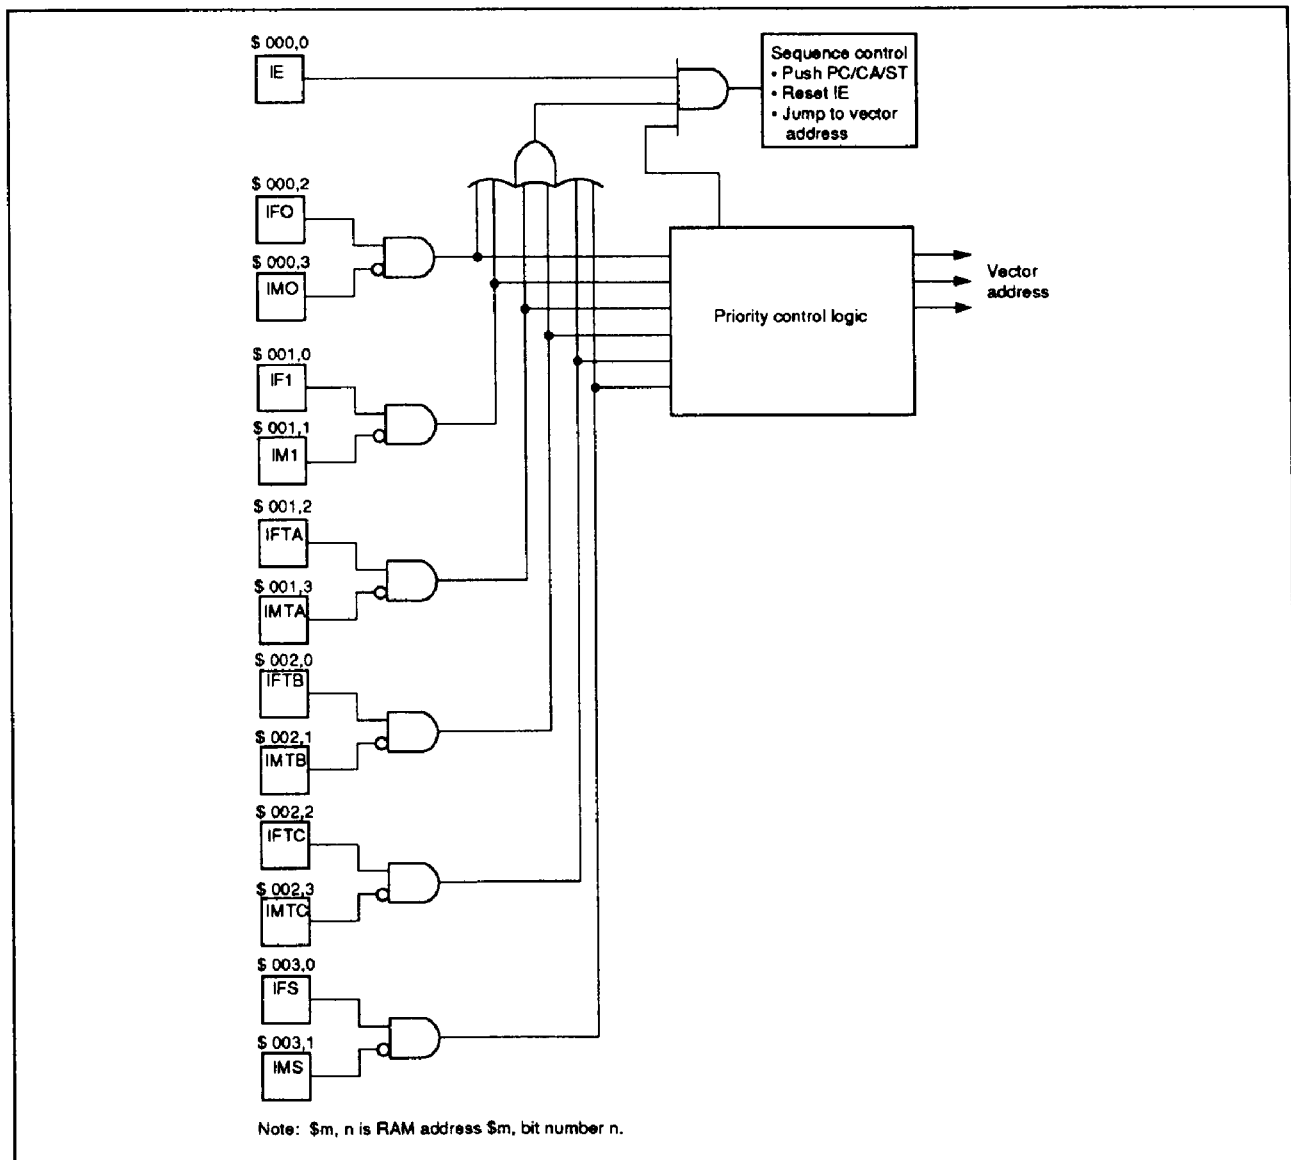 $ 000,0
IE
Sequence control
• Push PC/CA/ST
• Reset IE
• Jump to vector
address
$ 000,2
IFO
$ 000,3
IMO
Priority control logic
Vector
address
$ 001,0
IF1
$ 001,1
IM1
$ 001,2
IFTA
$ 001,3
IMTA
$ 002,0
IFTB
$ 002,1
IMTB
$ 002,2
IFTC
$ 002,3
IMTC
$ 003,0
IFS
$ 003,1
IMS
Note: $m, n is RAM address $m, bit number n.